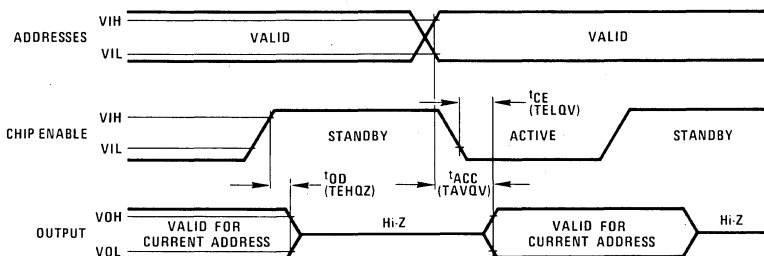 VIH
ADDRESSES VALID VALID
VIL
tCE
(TELQV)
VIH
CHIP ENABLE STANDBY ACTIVE STANDBY
VIL
tOD
(TEHQZ)
tACC
(TAVQV)
VOH
OUTPUT VALID FOR Hi-Z VALID FOR Hi-Z
CURRENT ADDRESS CURRENT ADDRESS
VOL